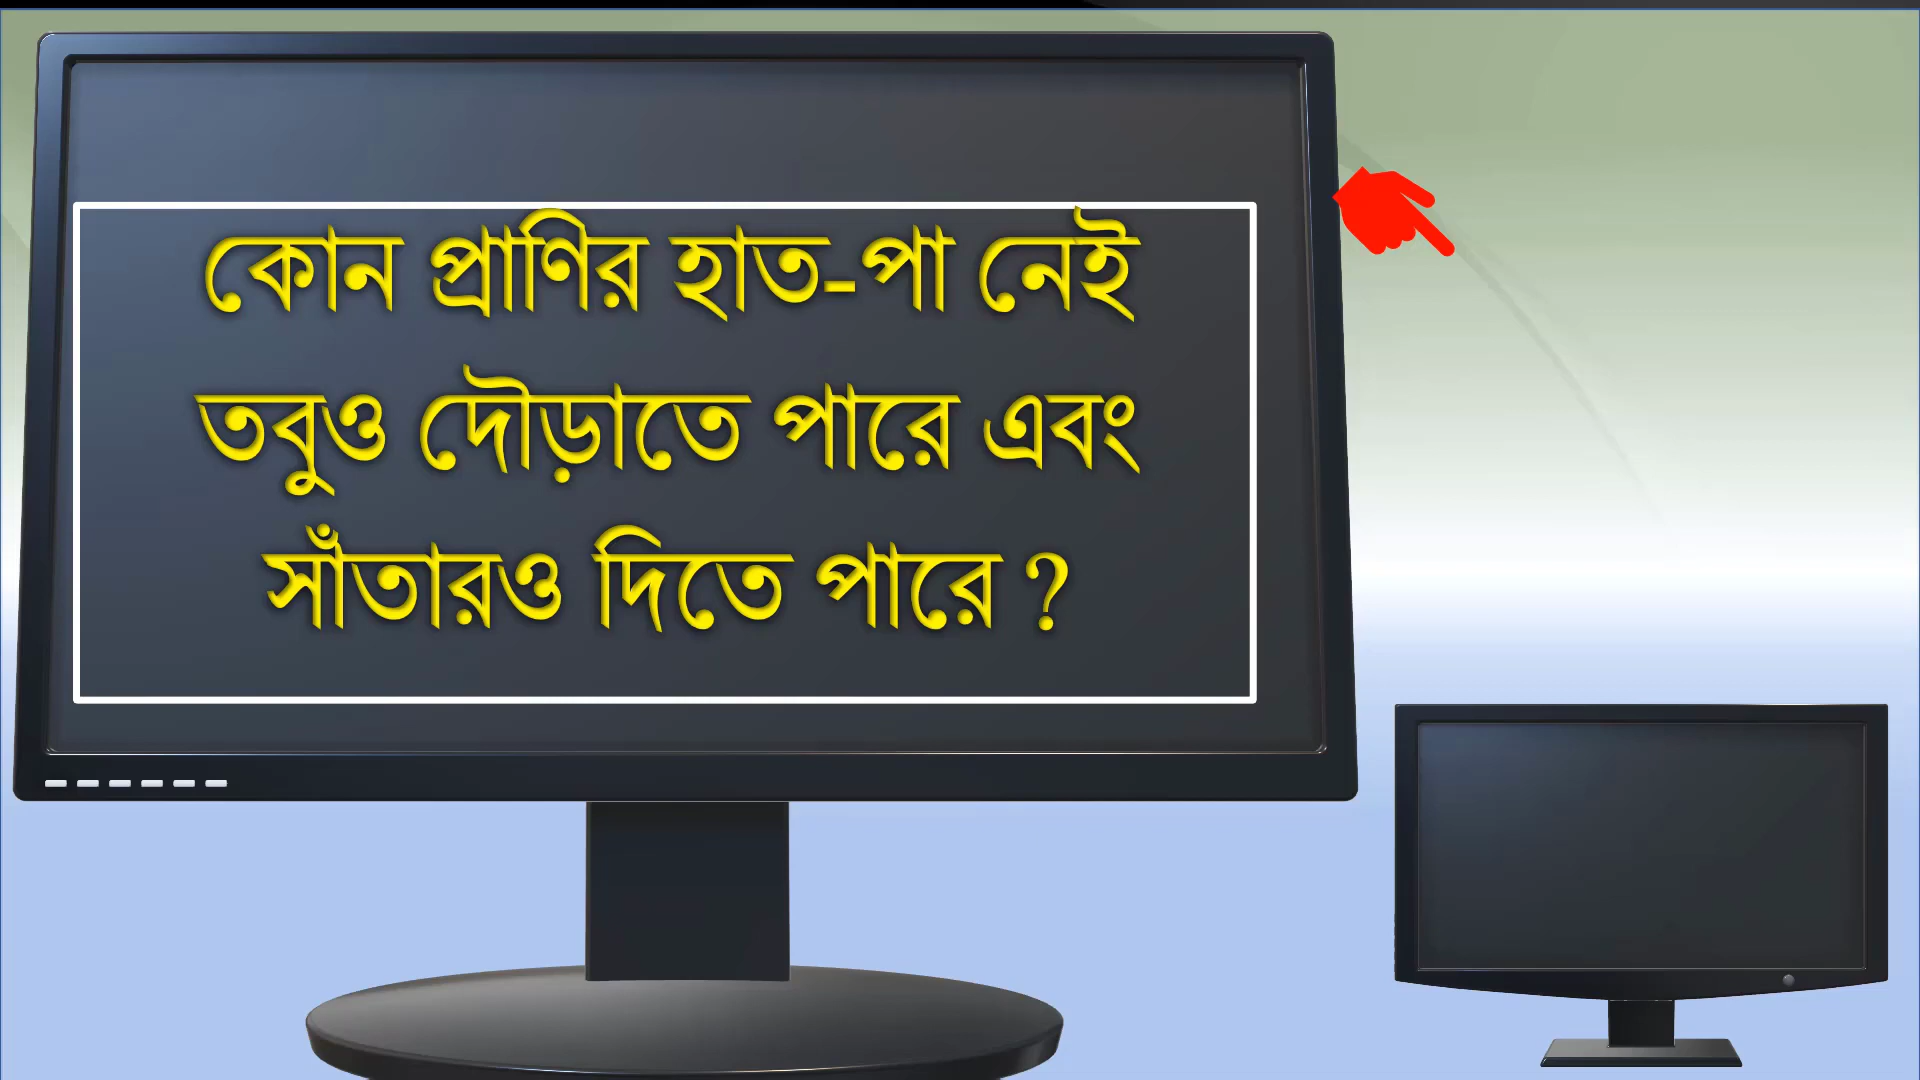 কোন প্রাণির হাত-পা নেই
তবুও দৌড়াতে পারে এবং
সাঁতারও দিতে পারে ?